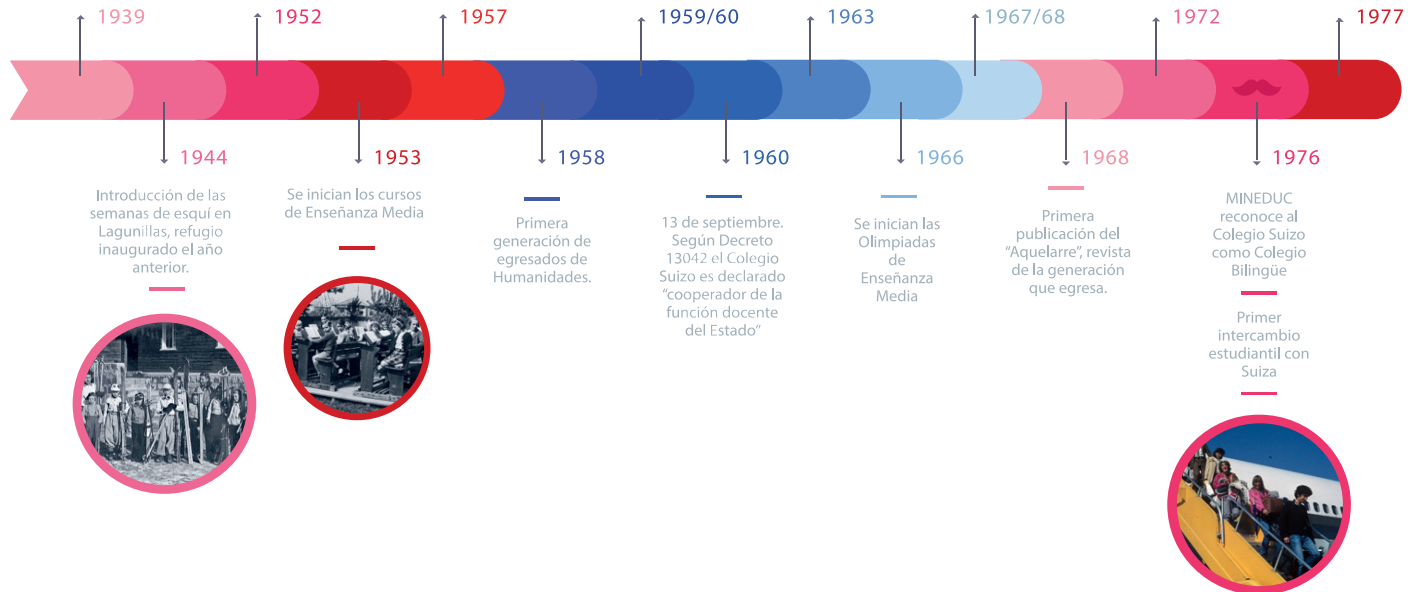 1939
1952
1957
1959/60
1963
1967/68
1972
1977
1944
Introducción de las
semanas de esquí en
Lagunillas, refugio
inaugurado el año
anterior.
1953
Se inician los cursos
de Enseñanza Media
1958
Primera
generación de
egresados de
Humanidades.
1960
13 de septiembre.
Según Decreto
13042 el Colegio
Suizo es declarado
“cooperador de la
función docente
del Estado”
1966
Se inician las
Olimpiadas
de
Enseñanza
Media
1968
Primera
publicación del
“Aquelarre”, revista
de la generación
que egresa.
1976
MINEDUC
reconoce al
Colegio Suizo
como Colegio
Bilingüe
Primer
intercambio
estudiantil con
Suiza